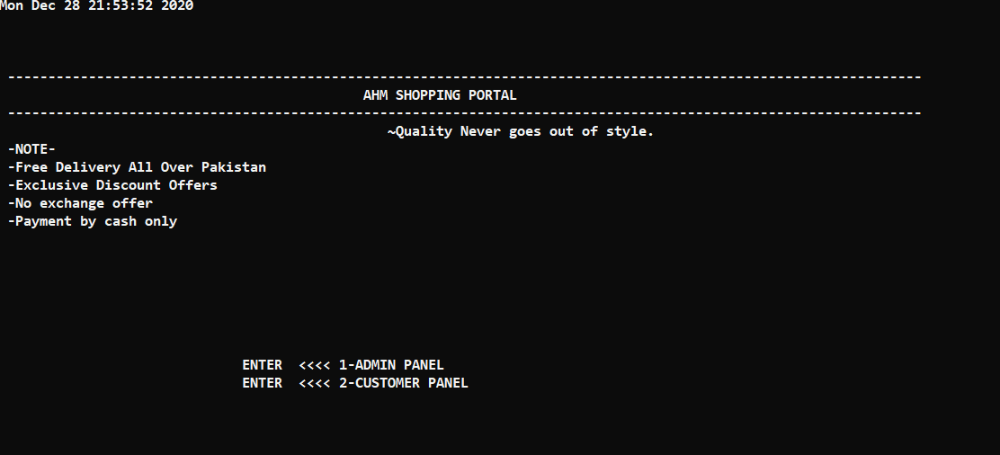 Mon Dec 28 21:53:52 2020
------------------------------------------------------------------------------------------------------------------
AHM SHOPPING PORTAL
------------------------------------------------------------------------------------------------------------------
~Quality Never goes out of style.
-NOTE-
-Free Delivery All Over Pakistan
-Exclusive Discount Offers
-No exchange offer
-Payment by cash only
ENTER  <<<< 1-ADMIN PANEL
ENTER  <<<< 2-CUSTOMER PANEL